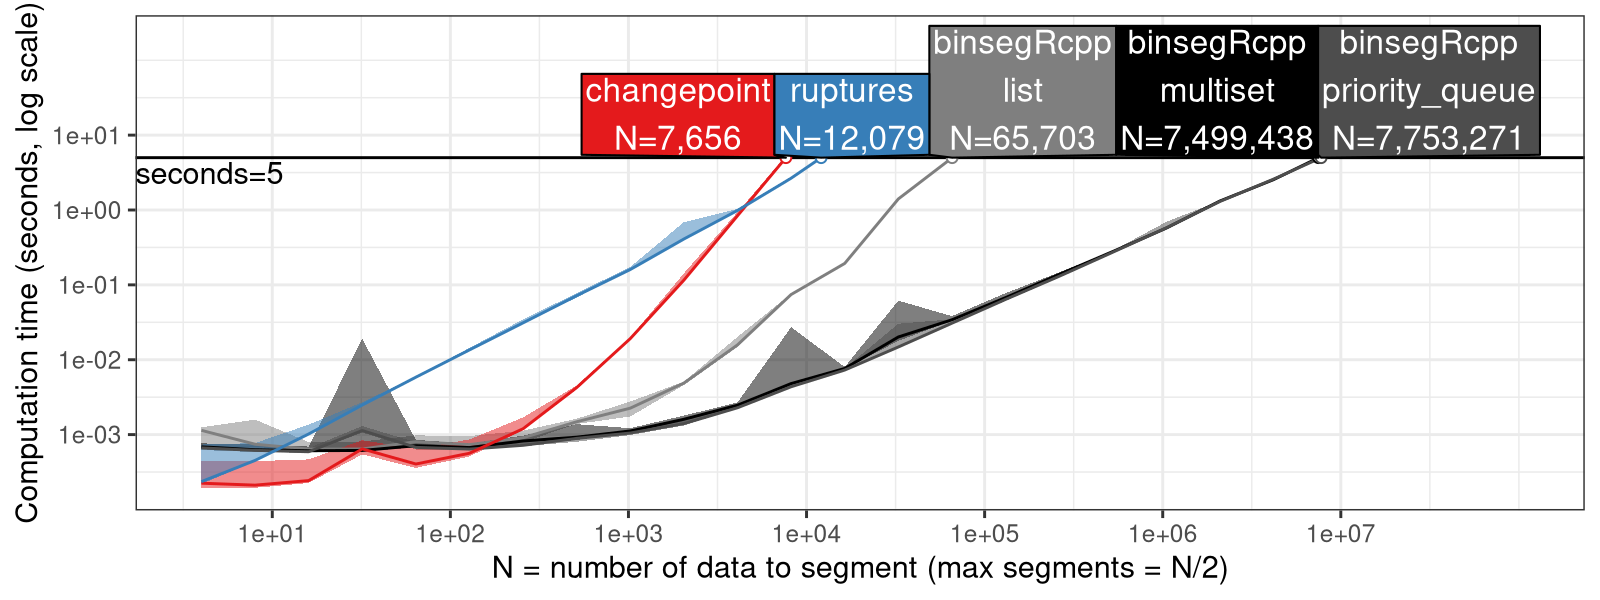 Computation time (seconds, log scale)
1e+01
1e+00
1e-01
1e-02
1e-03
seconds=5
changepoint
N=7,656
ruptures
N=12,079
binsegRcpp
list
N=65,703
binsegRcpp
multiset
N=7,499,438
binsegRcpp
priority_queue
N=7,753,271
1e+01
1e+02
1e+03
1e+04
1e+05
1e+06
1e+07
N = number of data to segment (max segments = N/2)